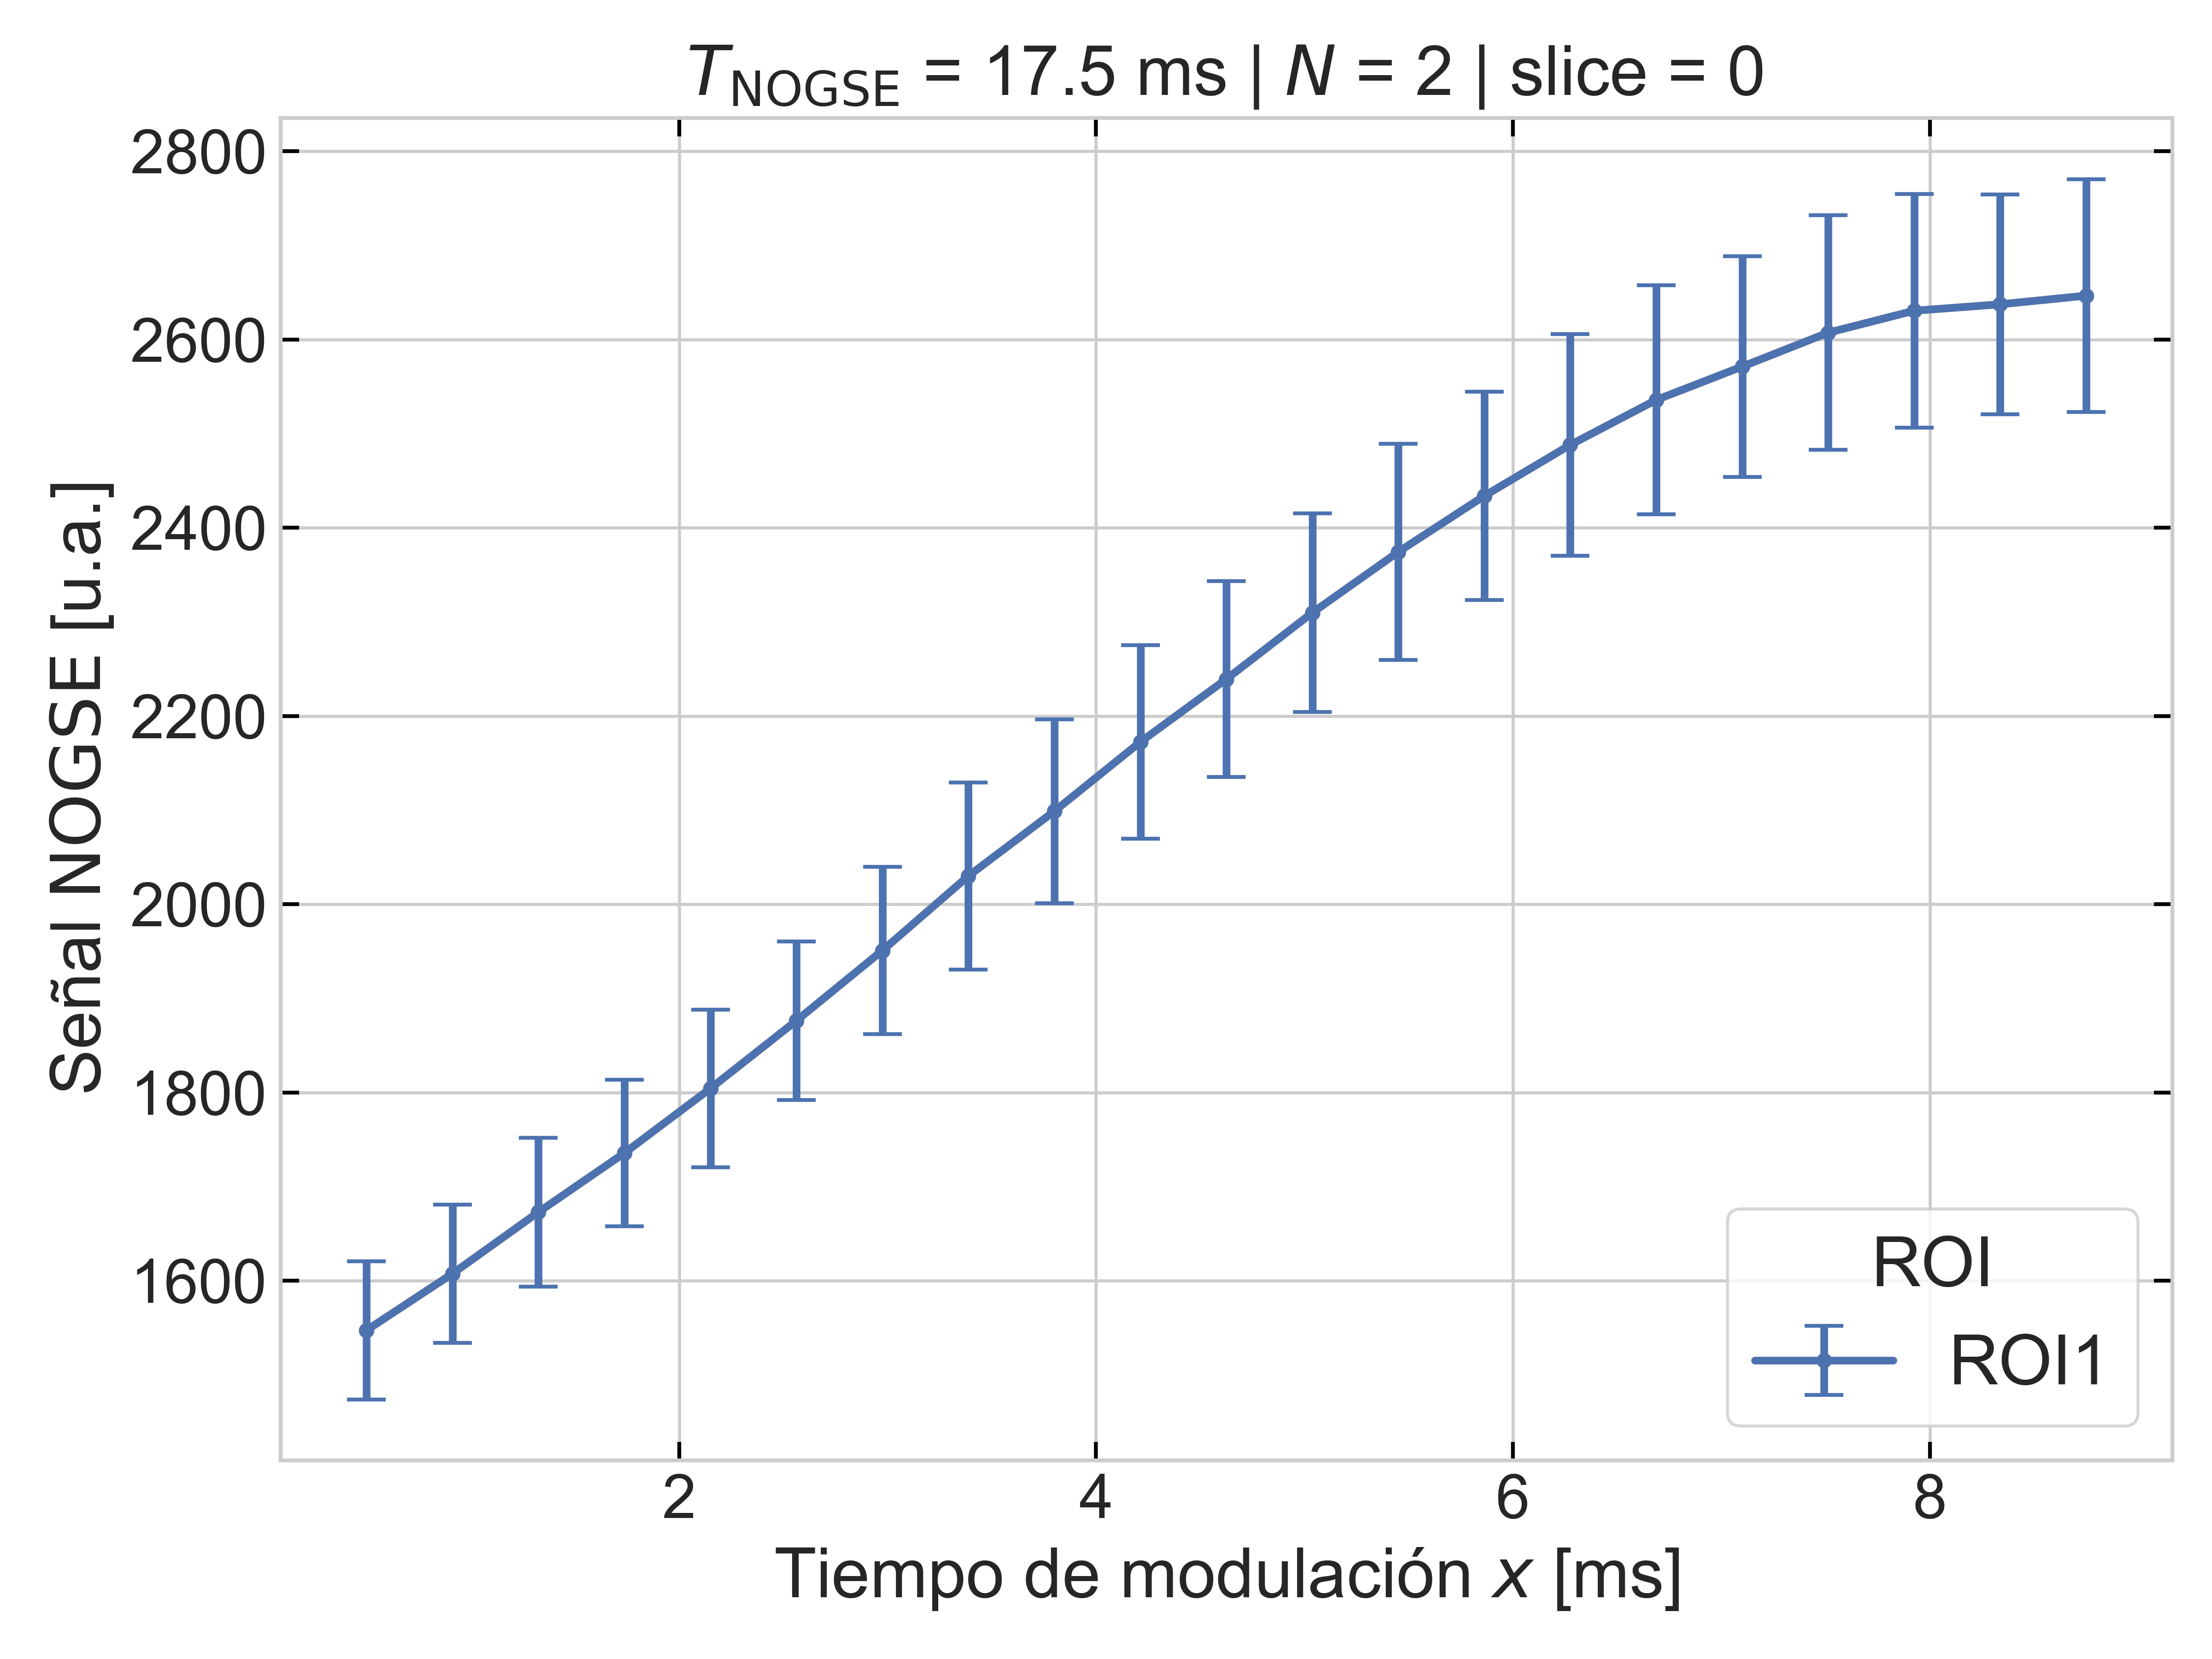 T_NOGSE = 17.5 ms | N = 2 | slice = 0
Señal NOGSE [u.a.]
2800
2600
2400
2200
2000
1800
1600
ROI
ROI1
2 4 6 8
Tiempo de modulación x [ms]